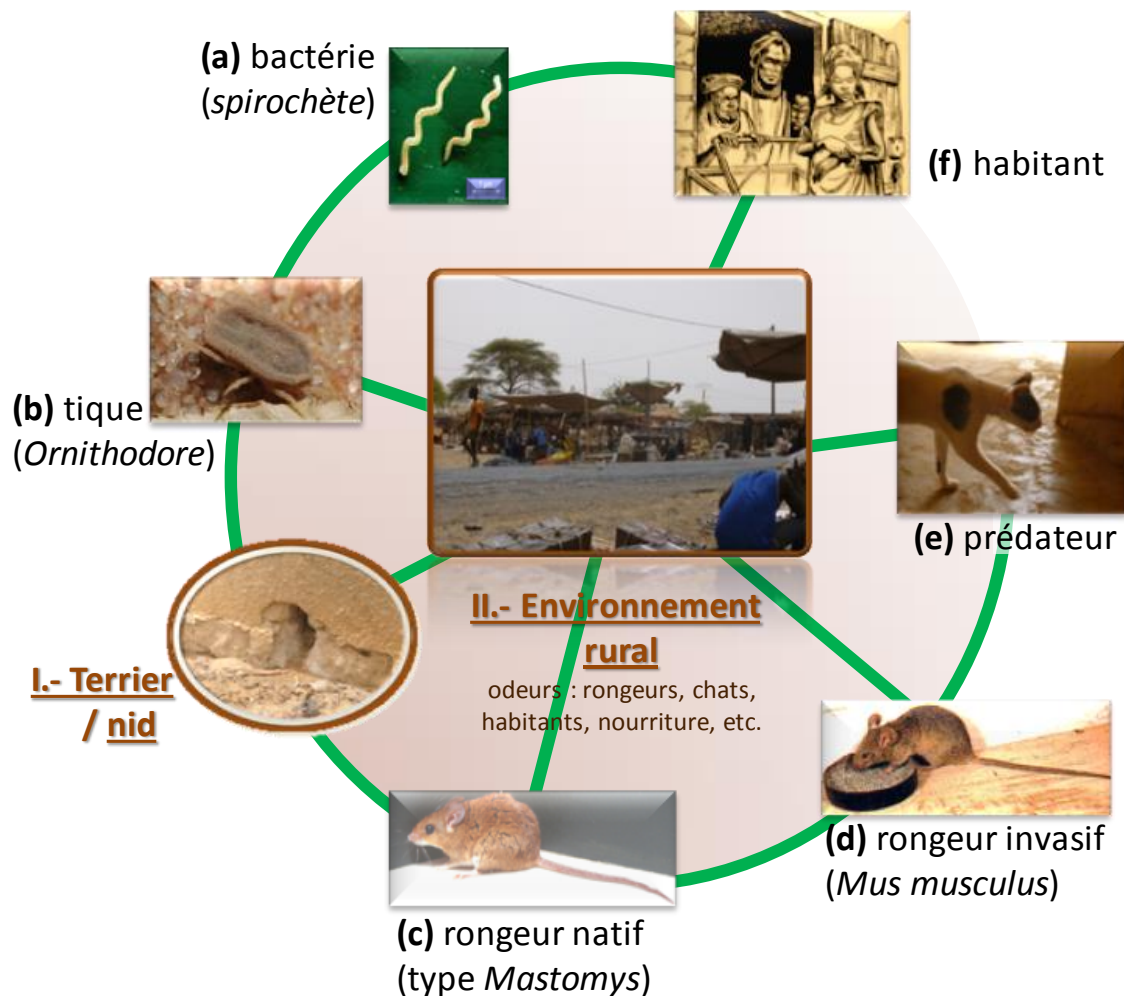 (a) bactérie
(spirochète)
(f) habitant
(b) tique
(Ornithodore)
(e) prédateur
II.- Environnement
rural
odeurs : rongeurs, chats,
habitants, nourriture, etc.
I.- Terrier
/ nid
(d) rongeur invasif
(Mus musculus)
(c) rongeur natif
(type Mastomys)